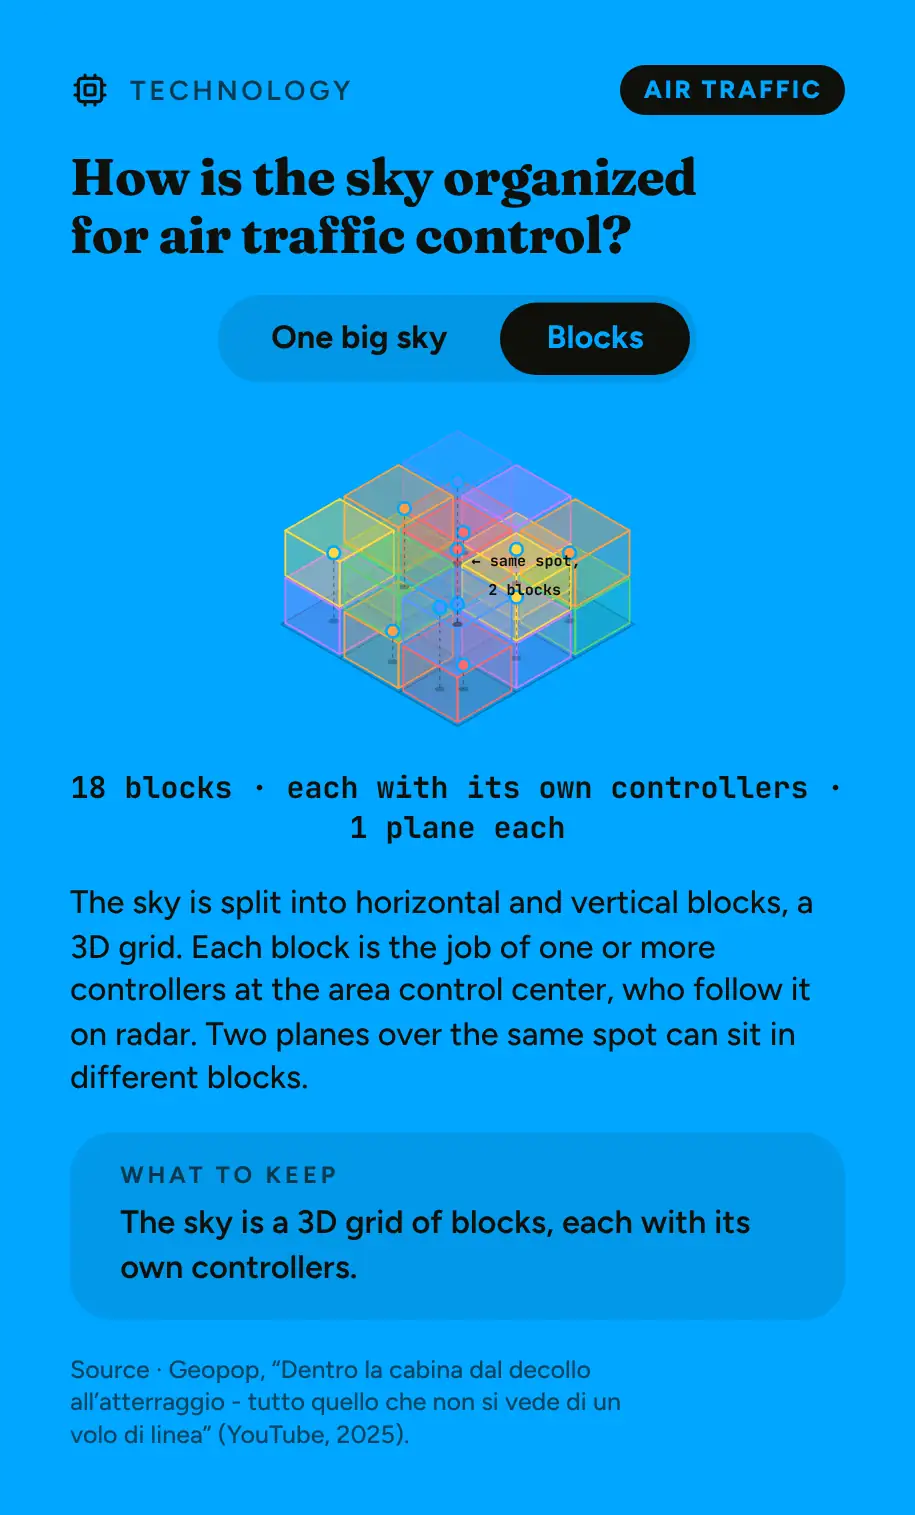 TECHNOLOGY
AIR TRAFFIC
How is the sky organized
for air traffic control?
One big sky
Blocks
← same spot,
2 blocks
18 blocks · each with its own controllers ·
1 plane each
The sky is split into horizontal and vertical blocks, a
3D grid. Each block is the job of one or more
controllers at the area control center, who follow it
on radar. Two planes over the same spot can sit in
different blocks.
WHAT TO KEEP
The sky is a 3D grid of blocks, each with its
own controllers.
Source · Geopop, “Dentro la cabina dal decollo
all’atterraggio - tutto quello che non si vede di un
volo di linea” (YouTube, 2025).